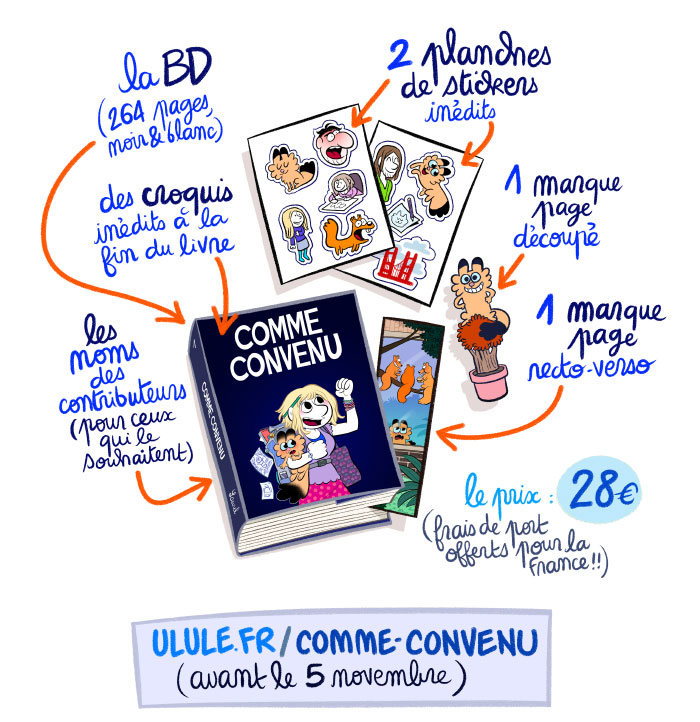 la BD
(264 pages,
noir & blanc)
2 planches
de stickers
inédits
des croquis
inédits à la
fin du livre
1 marque
page
découpé
les
noms
des
contributeurs
(pour ceux
qui le
souhaitent)
1 marque
page
recto-verso
COMME
CONVENU
1
COMME CONVENU
Laurel
le prix : 28€
(frais de port
offerts pour la
France!!)
ULULE.FR/COMME-CONVENU
(avant le 5 novembre)